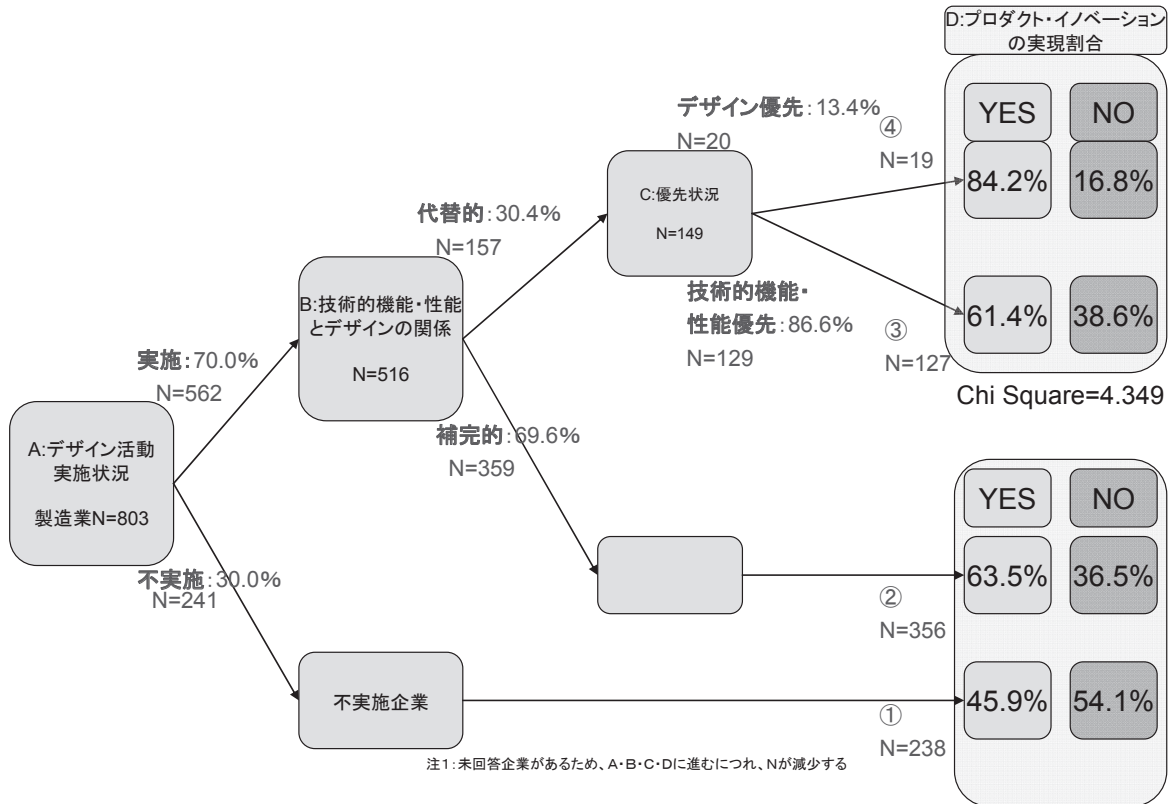 D:プロダクト・イノベーション
の実現割合
YES
NO
デザイン優先:13.4%
N=20
④
N=19
84.2%
16.8%
C:優先状況
N=149
代替的:30.4%
N=157
技術的機能・
性能優先:86.6%
N=129
③
N=127
61.4%
38.6%
Chi Square=4.349
B:技術的機能・性能
とデザインの関係
N=516
実施:70.0%
N=562
A:デザイン活動
実施状況
製造業N=803
補完的:69.6%
N=359
YES
NO
②
N=356
63.5%
36.5%
不実施:30.0%
N=241
不実施企業
①
N=238
45.9%
54.1%
注1:未回答企業があるため、A・B・C・Dに進むにつれ、Nが減少する